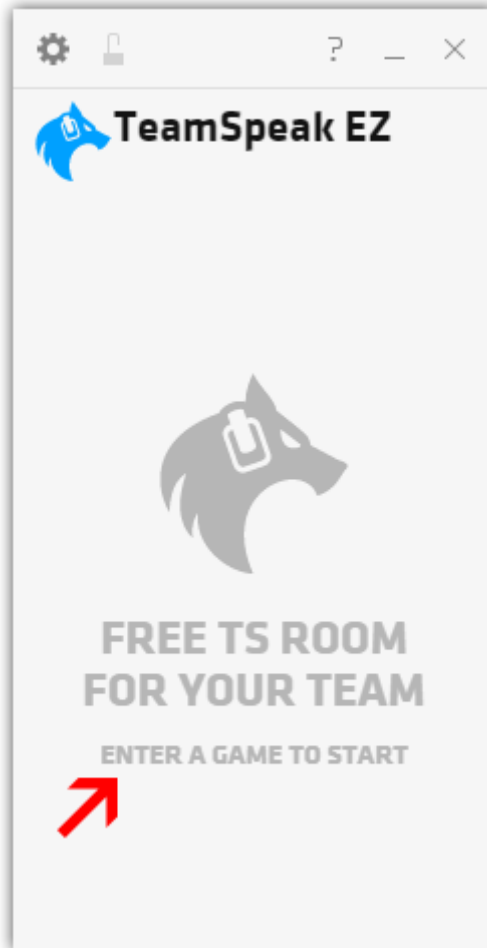 ?
TeamSpeak EZ
FREE TS ROOM
FOR YOUR TEAM
ENTER A GAME TO START